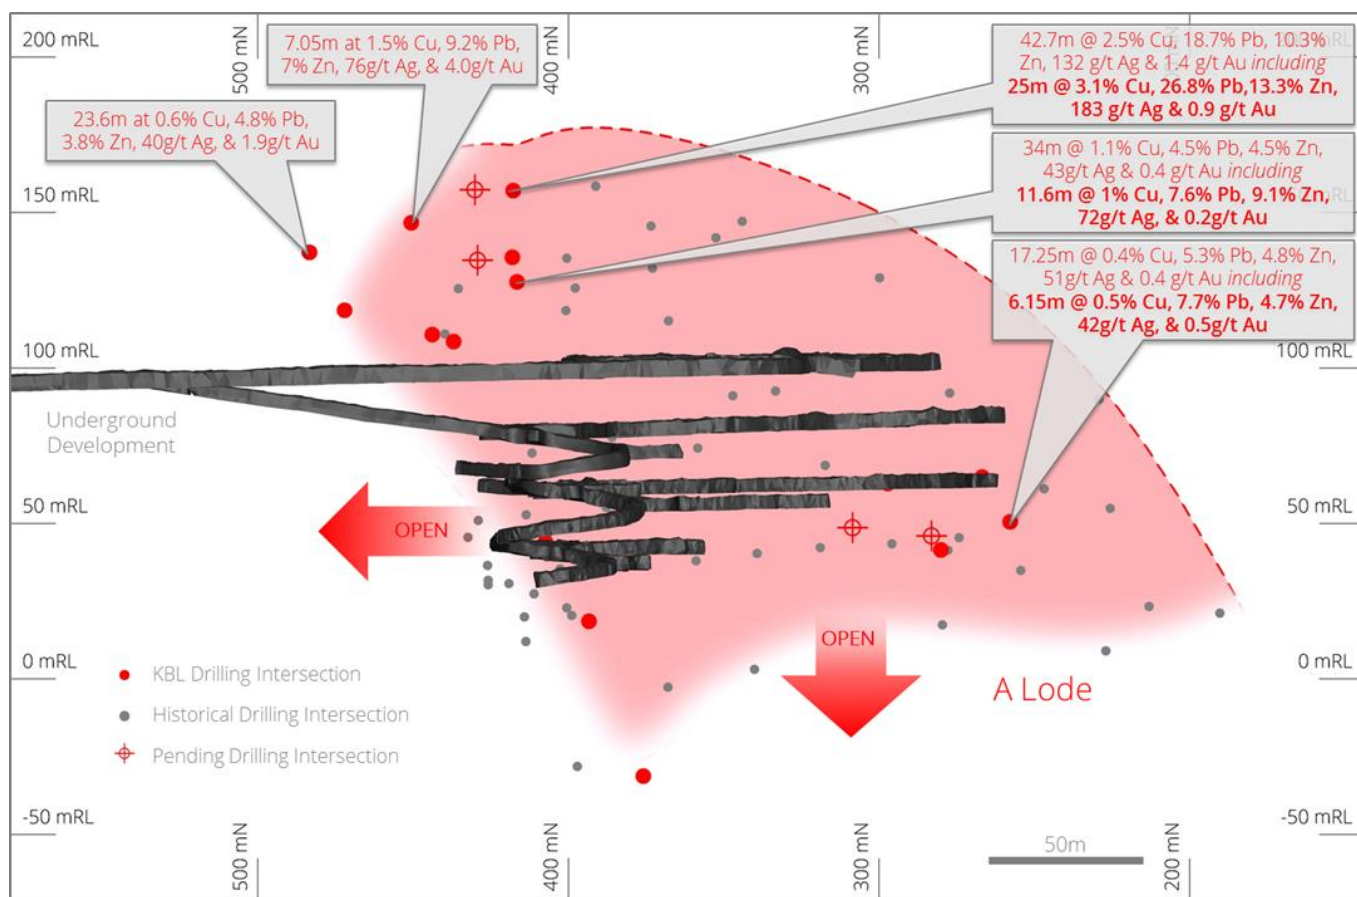 200 mRL
500 mN
400 mN
300 mN
7.05m at 1.5% Cu, 9.2% Pb,
7% Zn, 76g/t Ag, & 4.0g/t Au
42.7m @ 2.5% Cu, 18.7% Pb, 10.3%
Zn, 132 g/t Ag & 1.4 g/t Au including
25m @ 3.1% Cu, 26.8% Pb,13.3% Zn,
183 g/t Ag & 0.9 g/t Au
23.6m at 0.6% Cu, 4.8% Pb,
3.8% Zn, 40g/t Ag, & 1.9g/t Au
34m @ 1.1% Cu, 4.5% Pb, 4.5% Zn,
43g/t Ag & 0.4 g/t Au including
11.6m @ 1% Cu, 7.6% Pb, 9.1% Zn,
72g/t Ag, & 0.2g/t Au
150 mRL
17.25m @ 0.4% Cu, 5.3% Pb, 4.8% Zn,
51g/t Ag & 0.4 g/t Au including
6.15m @ 0.5% Cu, 7.7% Pb, 4.7% Zn,
42g/t Ag, & 0.5g/t Au
100 mRL
100 mRL
Underground
Development
50 mRL
50 mRL
OPEN
OPEN
0 mRL
0 mRL
KBL Drilling Intersection
Historical Drilling Intersection
Pending Drilling Intersection
A Lode
-50 mRL
-50 mRL
500 mN
400 mN
300 mN
200 mN
50m